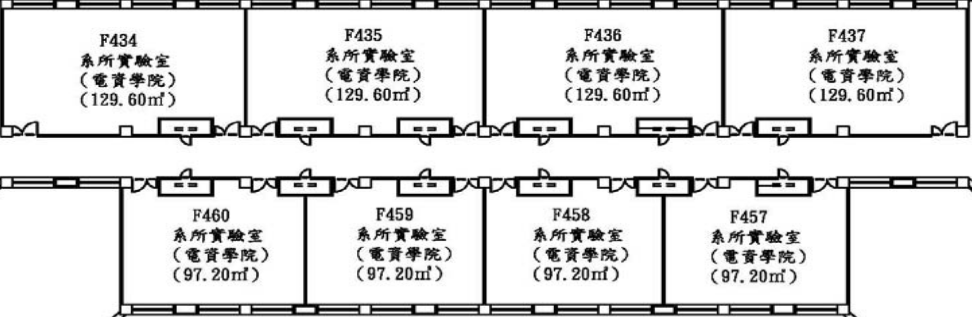 F434
系所實驗室
(電資學院)
(129.60㎡)
F435
系所實驗室
(電資學院)
(129.60㎡)
F436
系所實驗室
(電資學院)
(129.60㎡)
F437
系所實驗室
(電資學院)
(129.60㎡)
F460
系所實驗室
(電資學院)
(97.20㎡)
F459
系所實驗室
(電資學院)
(97.20㎡)
F458
系所實驗室
(電資學院)
(97.20㎡)
F457
系所實驗室
(電資學院)
(97.20㎡)